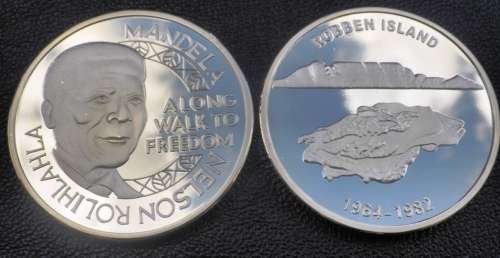 NELSON ROLIHLAHLA
MANDELA
A LONG
WALK TO
FREEDOM
ROBBEN ISLAND
1964-1982